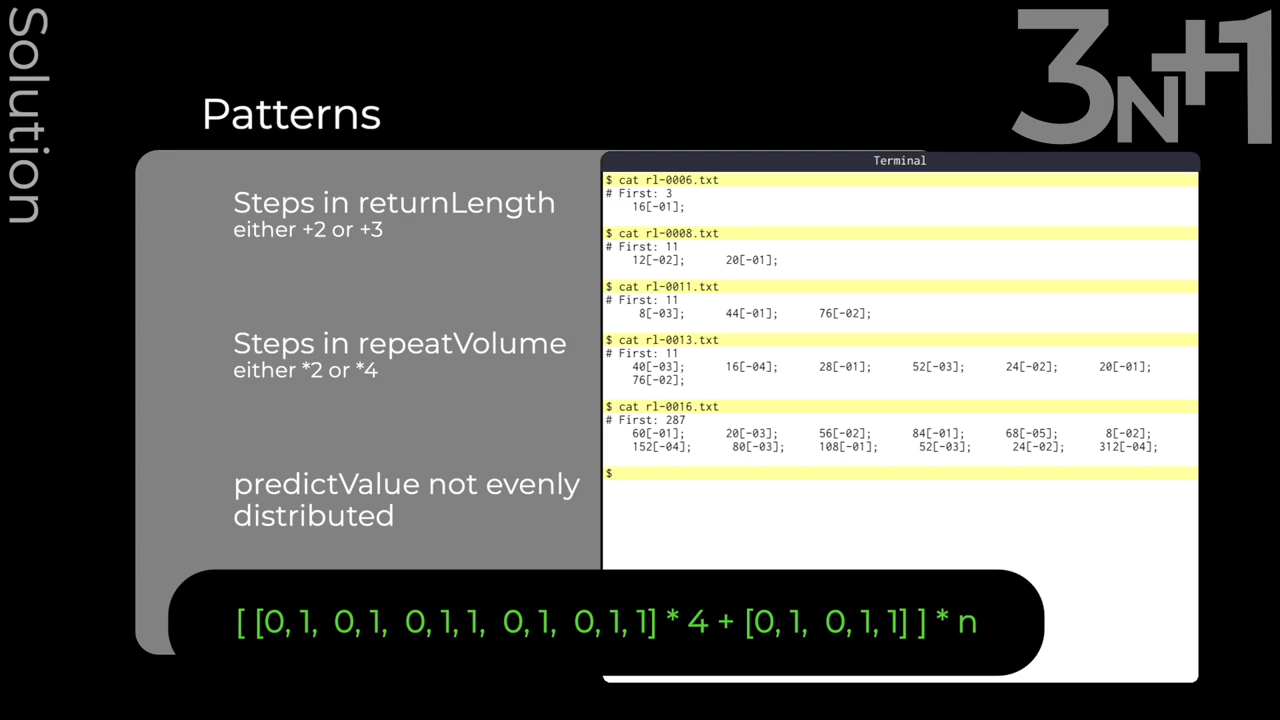 Solution
3N+1
Patterns
Steps in returnLength
either +2 or +3
Steps in repeatVolume
either *2 or *4
predictValue not evenly
distributed
Terminal
$ cat rl-0006.txt
# First: 3
16[-01];
$ cat rl-0008.txt
# First: 11
12[-02]; 20[-01];
$ cat rl-0011.txt
# First: 11
8[-03]; 44[-01]; 76[-02];
$ cat rl-0013.txt
# First: 11
40[-03]; 16[-04]; 28[-01]; 52[-03]; 24[-02]; 20[-01];
76[-02];
$ cat rl-0016.txt
# First: 287
60[-01]; 20[-03]; 56[-02]; 84[-01]; 68[-05]; 8[-02];
152[-04]; 80[-03]; 108[-01]; 52[-03]; 24[-02]; 312[-04];
$
[ [0, 1, 0, 1, 0, 1, 1, 0, 1, 0, 1, 1] * 4 + [0, 1, 0, 1, 1] ] * n